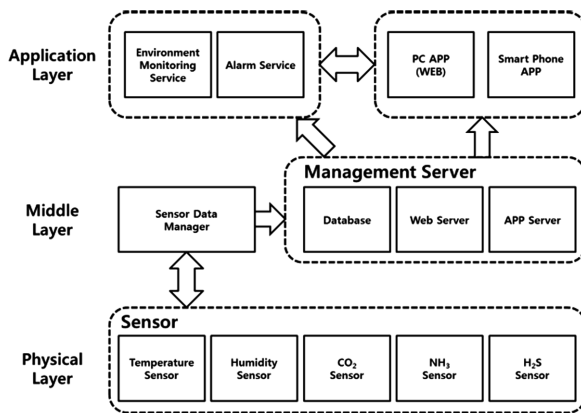 Application
Layer
Environment
Monitoring
Service
Alarm Service
PC APP
(WEB)
Smart Phone
APP
Management Server
Middle
Layer
Sensor Data
Manager
Database
Web Server
APP Server
Sensor
Physical
Layer
Temperature
Sensor
Humidity
Sensor
CO₂
Sensor
NH₃
Sensor
H₂S
Sensor